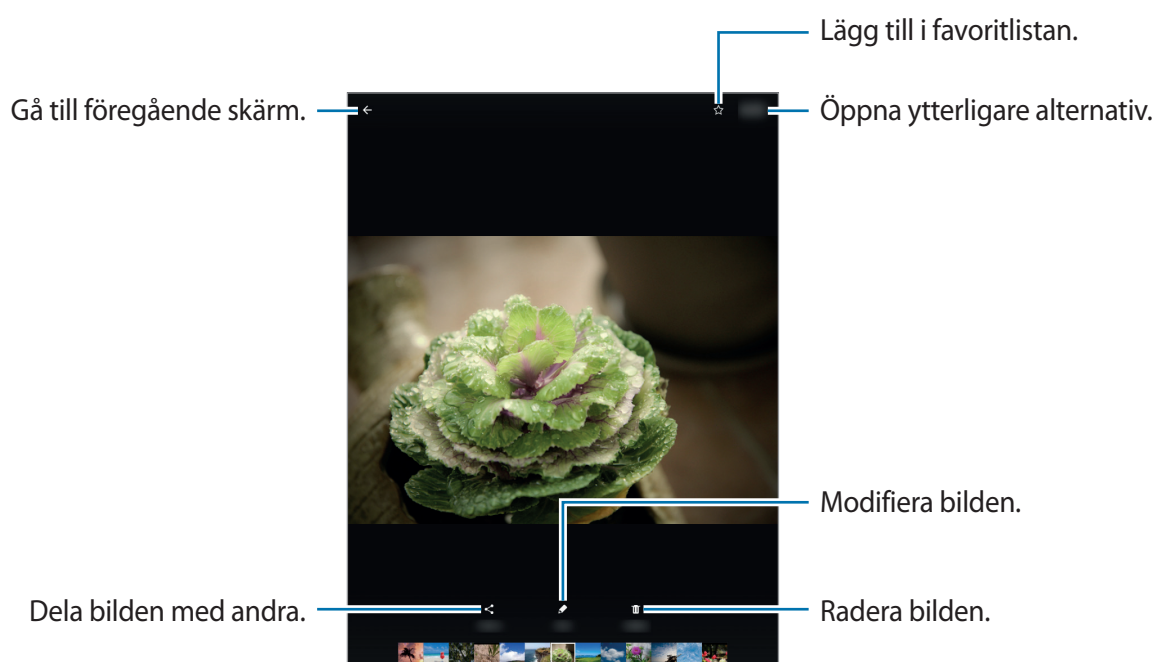 Lägg till i favoritlistan.
Gå till föregående skärm.
Öppna ytterligare alternativ.
Modifiera bilden.
Dela bilden med andra.
Radera bilden.